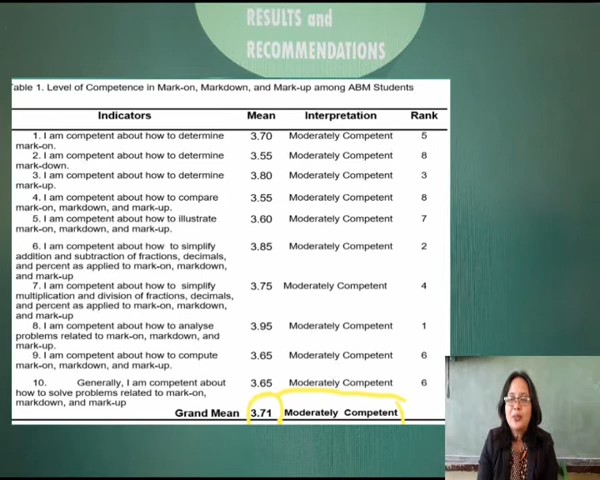 RESULTS and
RECOMMENDATIONS
able 1. Level of Competence in Mark-on, Markdown, and Mark-up among ABM Students
Indicators Mean Interpretation Rank
1. I am competent about how to determine 3.70 Moderately Competent 5
mark-on.
2. I am competent about how to determine 3.55 Moderately Competent 8
mark-down.
3. I am competent about how to determine 3.80 Moderately Competent 3
mark-up.
4. I am competent about how to compare 3.55 Moderately Competent 8
mark-on, markdown, and mark-up.
5. I am competent about how to illustrate 3.60 Moderately Competent 7
mark-on, markdown, and mark-up.
6. I am competent about how to simplify 3.85 Moderately Competent 2
addition and subtraction of fractions, decimals,
and percent as applied to mark-on, markdown,
and mark-up
7. I am competent about how to simplify 3.75 Moderately Competent 4
multiplication and division of fractions, decimals,
and percent as applied to mark-on, markdown,
and mark-up
8. I am competent about how to analyse 3.95 Moderately Competent 1
problems related to mark-on, markdown, and
mark-up.
9. I am competent about how to compute 3.65 Moderately Competent 6
mark-on, markdown, and mark-up.
10. Generally, I am competent about 3.65 Moderately Competent 6
how to solve problems related to mark-on,
markdown, and mark-up
Grand Mean 3.71 Moderately Competent